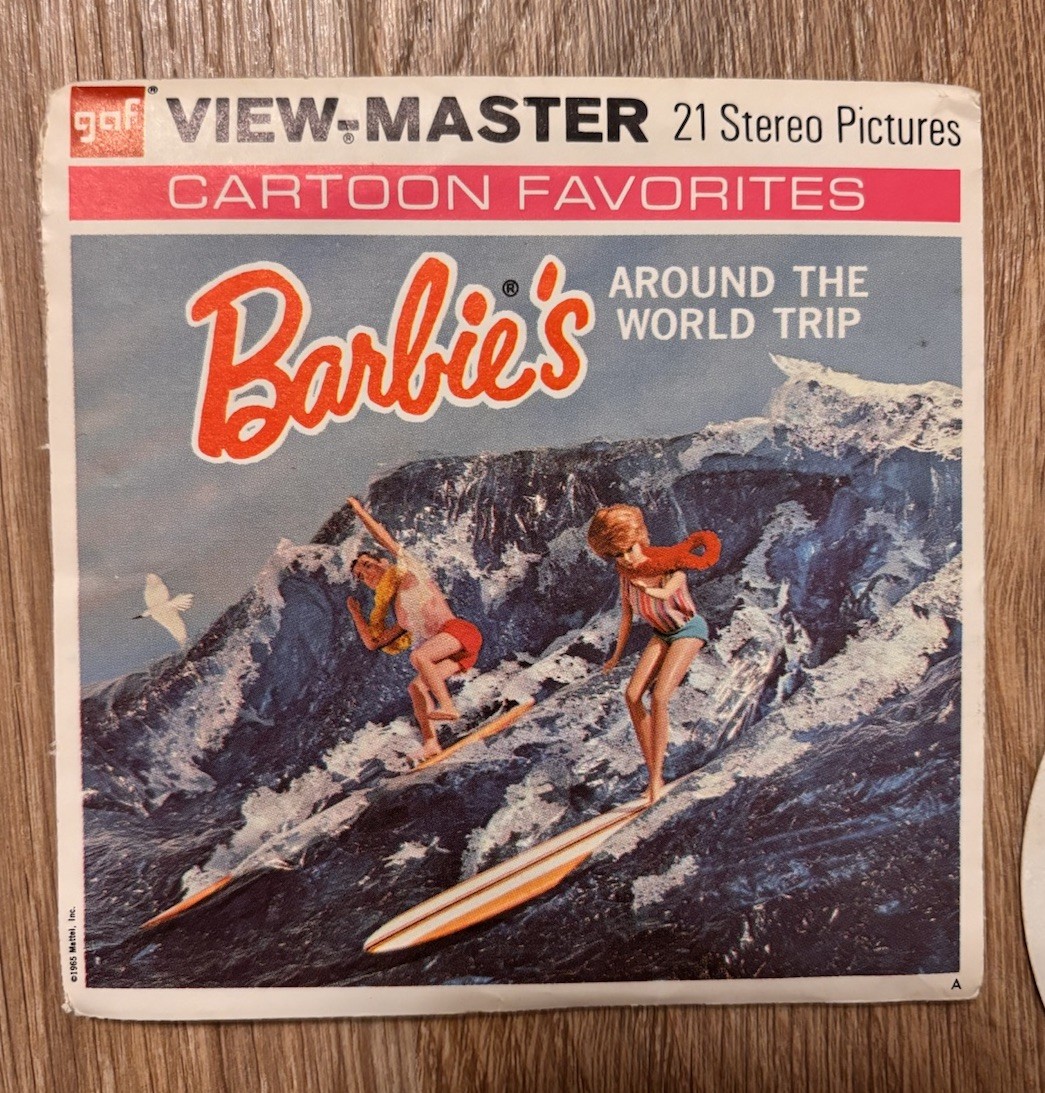 gaf® VIEW-MASTER® 21 Stereo Pictures
CARTOON FAVORITES
Barbie's® AROUND THE
WORLD TRIP
©1965 Mattel, Inc.
A